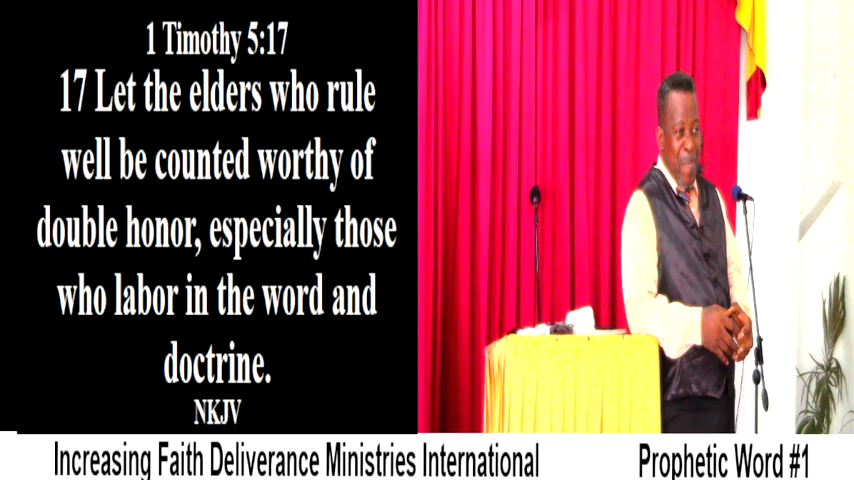 1 Timothy 5:17
17 Let the elders who rule
well be counted worthy of
double honor, especially those
who labor in the word and
doctrine.
NKJV
Increasing Faith Deliverance Ministries International
Prophetic Word #1